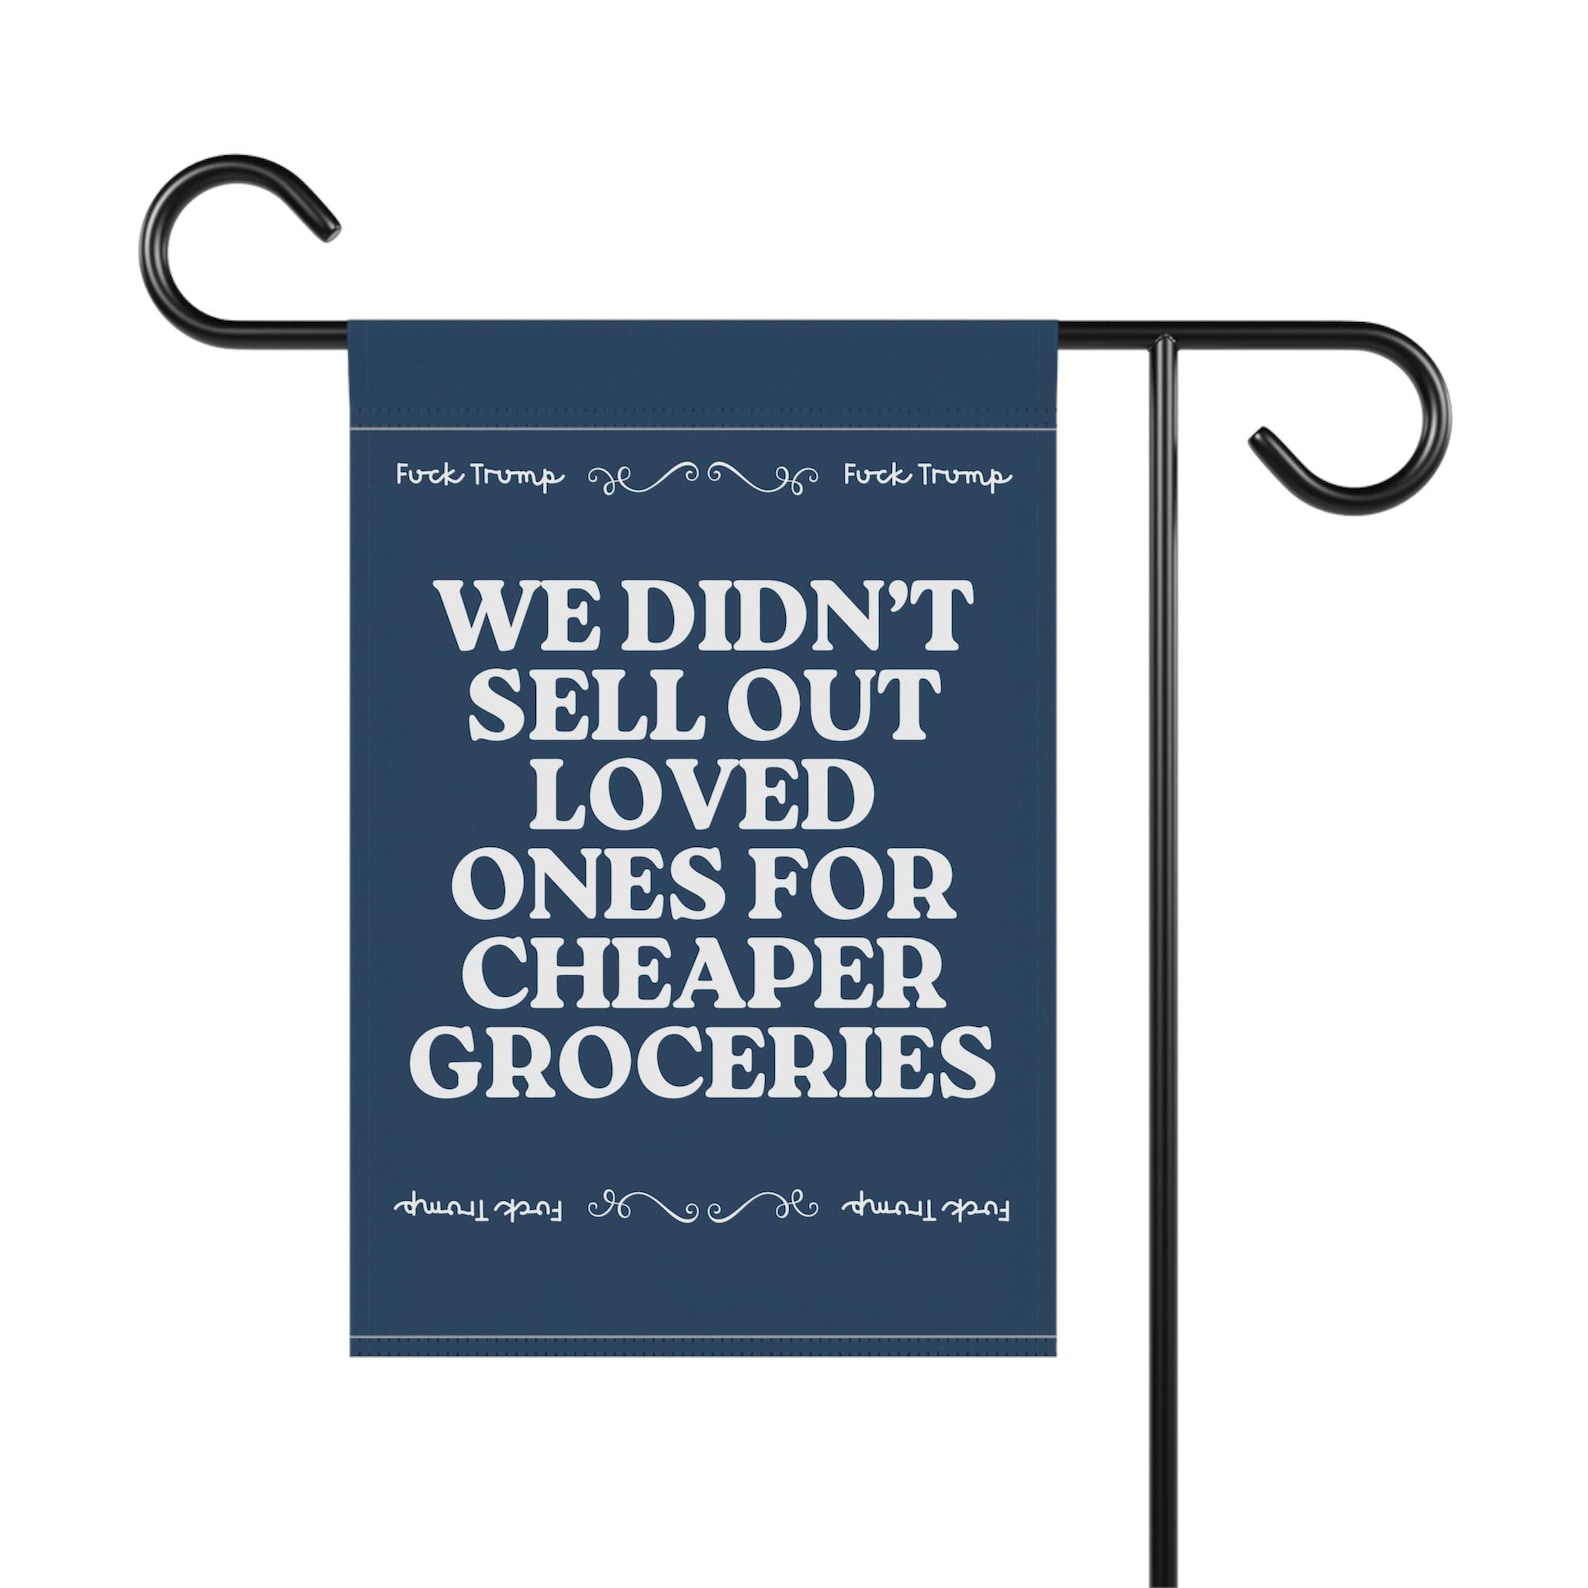 Fuck Trump Fuck Trump
WE DIDN'T
SELL OUT
LOVED
ONES FOR
CHEAPER
GROCERIES
Fuck Trump Fuck Trump